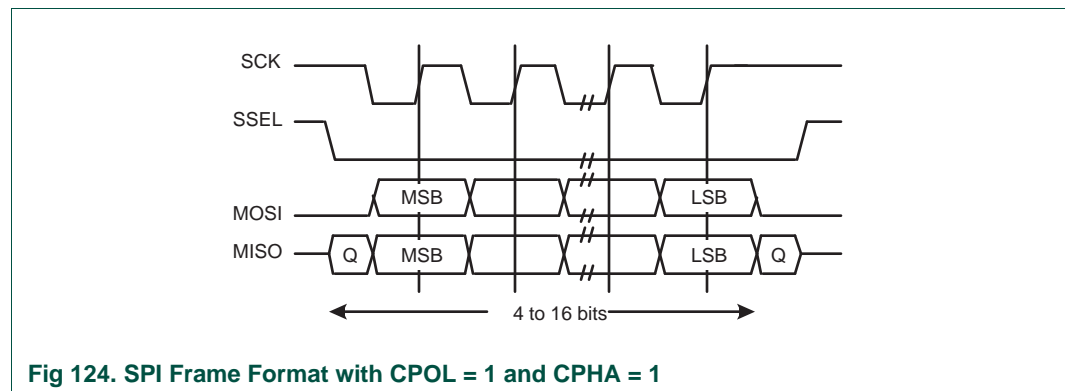 SCK
SSEL
MOSI MSB LSB
MISO Q MSB LSB Q
4 to 16 bits
Fig 124. SPI Frame Format with CPOL = 1 and CPHA = 1